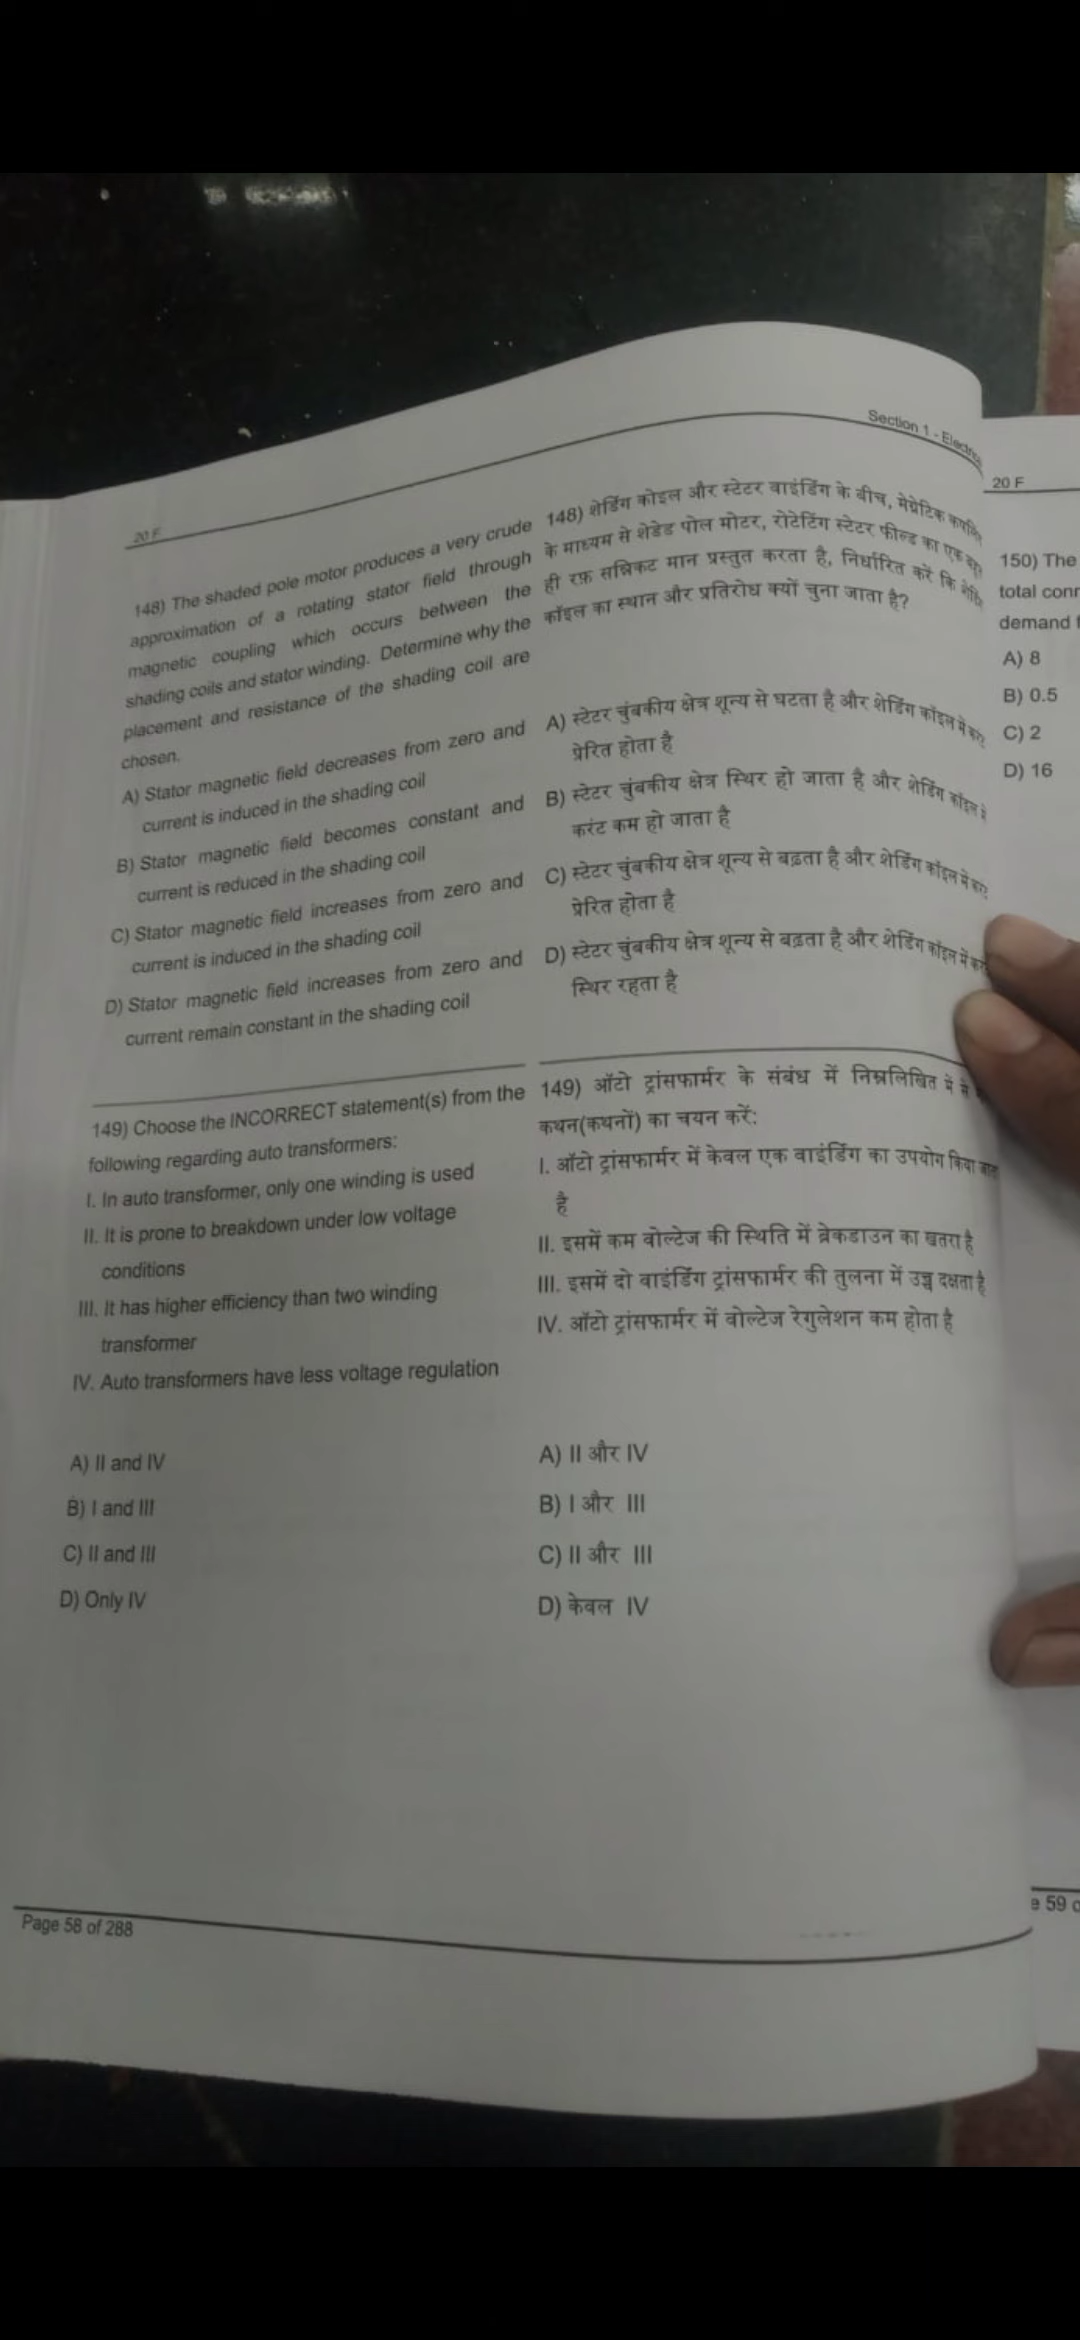 Section 1 - Electrica
20 F
148) The shaded pole motor produces a very crude
approximation of a rotating stator field through
magnetic coupling which occurs between the
shading coils and stator winding. Determine why the
placement and resistance of the shading coil are
chosen.
A) Stator magnetic field decreases from zero and
current is induced in the shading coil
B) Stator magnetic field becomes constant and
current is reduced in the shading coil
C) Stator magnetic field increases from zero and
current is induced in the shading coil
D) Stator magnetic field increases from zero and
current remain constant in the shading coil
148) शेडिंग कोइल और स्टेटर वाइंडिंग के बीच, मेग्नेटिक
के माध्यम से शेडेड पोल मोटर, रोटेटिंग स्टेटर फील्ड का एक
ही रफ़ सन्निकट मान प्रस्तुत करता है, निर्धारित करें कि
कॉइल का स्थान और प्रतिरोध क्यों चुना जाता है?
A) स्टेटर चुंबकीय क्षेत्र शून्य से घटता है और शेडिंग कॉइल में
प्रेरित होता है
B) स्टेटर चुंबकीय क्षेत्र स्थिर हो जाता है और शेडिंग कॉइल में
करंट कम हो जाता है
C) स्टेटर चुंबकीय क्षेत्र शून्य से बढ़ता है और शेडिंग कॉइल में
प्रेरित होता है
D) स्टेटर चुंबकीय क्षेत्र शून्य से बढ़ता है और शेडिंग कॉइल में
स्थिर रहता है
149) Choose the INCORRECT statement(s) from the
following regarding auto transformers:
I. In auto transformer, only one winding is used
II. It is prone to breakdown under low voltage
conditions
III. It has higher efficiency than two winding
transformer
IV. Auto transformers have less voltage regulation
A) II and IV
B) I and III
C) II and III
D) Only IV
149) ऑटो ट्रांसफार्मर के संबंध में निम्नलिखित में से
कथन(कथनों) का चयन करें:
I. ऑटो ट्रांसफार्मर में केवल एक वाइंडिंग का उपयोग किया
है
II. इसमें कम वोल्टेज की स्थिति में ब्रेकडाउन का खतरा है
III. इसमें दो वाइंडिंग ट्रांसफार्मर की तुलना में उच्च दक्षता है
IV. ऑटो ट्रांसफार्मर में वोल्टेज रेगुलेशन कम होता है
A) II और IV
B) I और III
C) II और III
D) केवल IV
Page 58 of 288
20 F
150) The
total conn
demand f
A) 8
B) 0.5
C) 2
D) 16
e 59 o